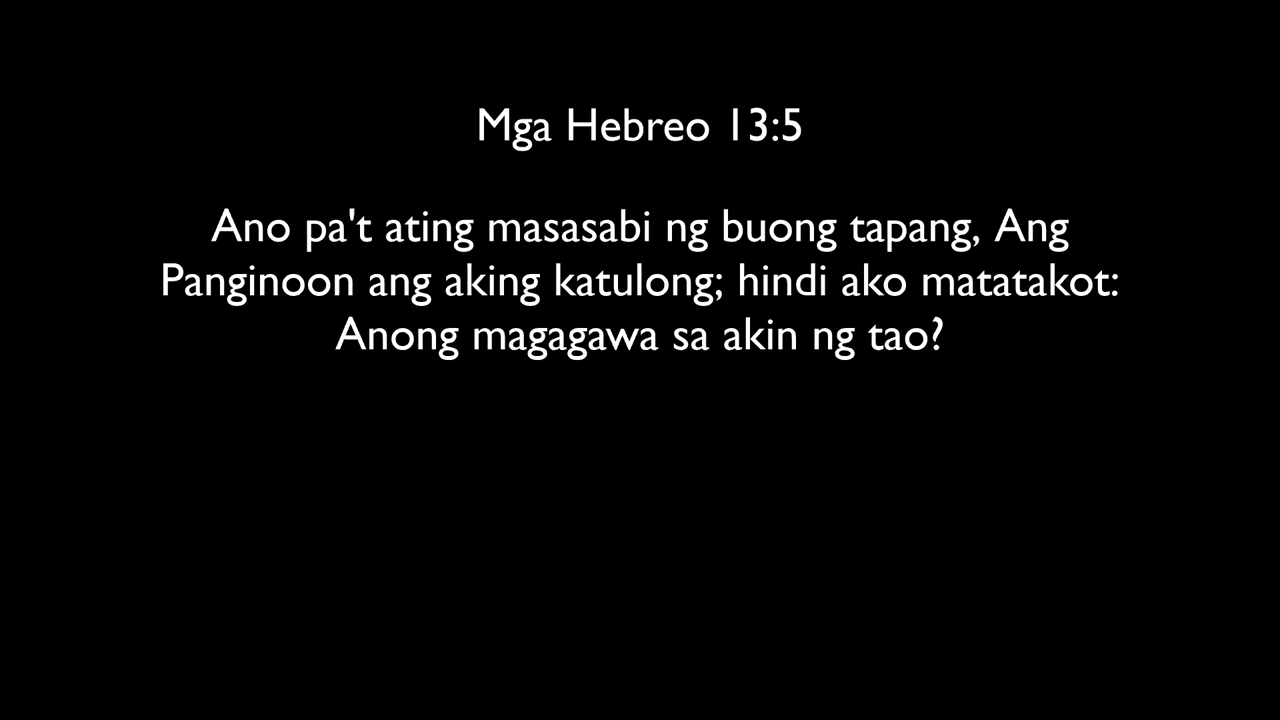 Mga Hebreo 13:5
Ano pa't ating masasabi ng buong tapang, Ang
Panginoon ang aking katulong; hindi ako matatakot:
Anong magagawa sa akin ng tao?